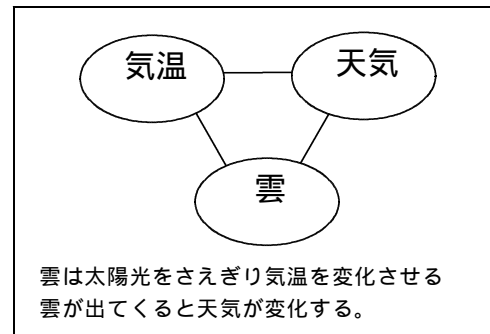 気温
天気
雲
雲は太陽光をさえぎり気温を変化させる
雲が出てくると天気が変化する。